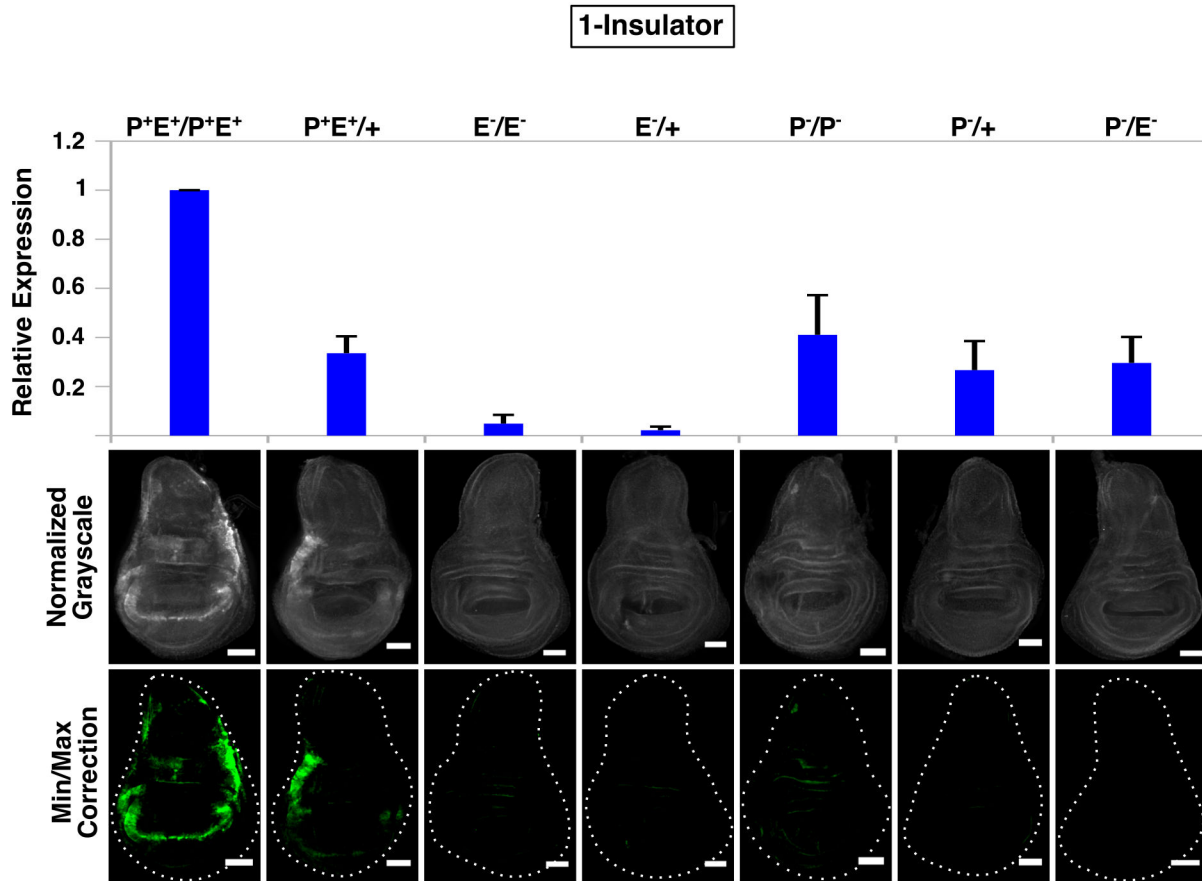 1-Insulator
P⁺E⁺/P⁺E⁺ P⁺E⁺/+ E⁻/E⁻ E⁻/+ P⁻/P⁻ P⁻/+ P⁻/E⁻
1.2
1
0.8
0.6
0.4
0.2
Relative Expression
Normalized
Grayscale
Min/Max
Correction